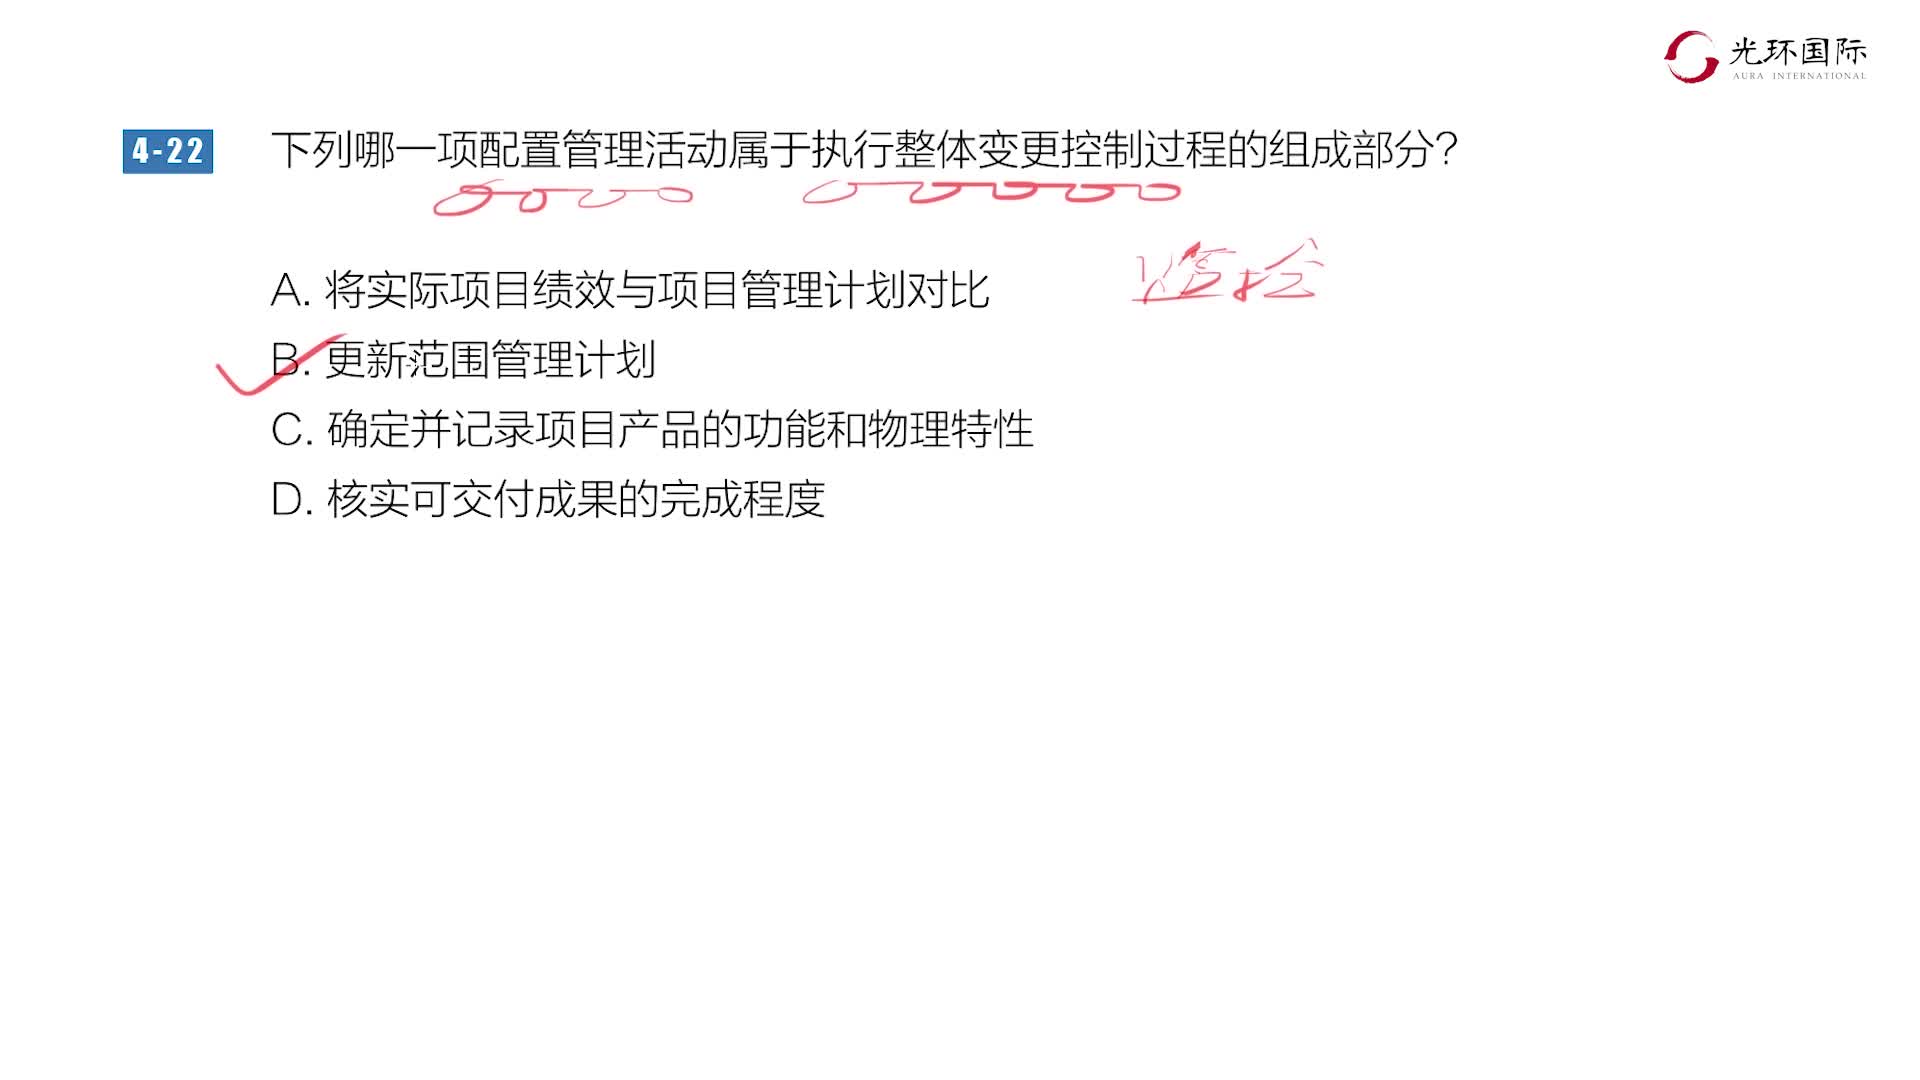 光环国际
AURA INTERNATIONAL
4-22 下列哪一项配置管理活动属于执行整体变更控制过程的组成部分？
A. 将实际项目绩效与项目管理计划对比
监控
B. 更新范围管理计划
C. 确定并记录项目产品的功能和物理特性
D. 核实可交付成果的完成程度